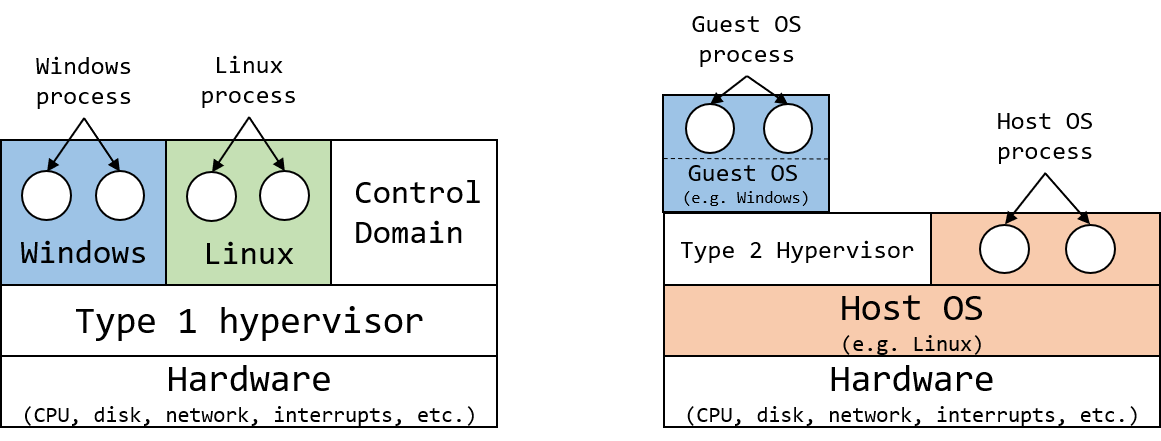 Windows
process
Linux
process
Windows
Linux
Control
Domain
Type 1 hypervisor
Hardware
(CPU, disk, network, interrupts, etc.)
Guest OS
process
Guest OS
(e.g. Windows)
Host OS
process
Type 2 Hypervisor
Host OS
(e.g. Linux)
Hardware
(CPU, disk, network, interrupts, etc.)